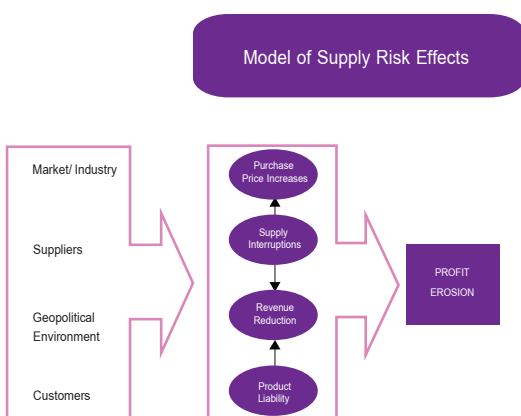 Model of Supply Risk Effects
Market/ Industry
Suppliers
Geopolitical
Environment
Customers
Purchase
Price Increases
Supply
Interruptions
Revenue
Reduction
Product
Liability
PROFIT
EROSION